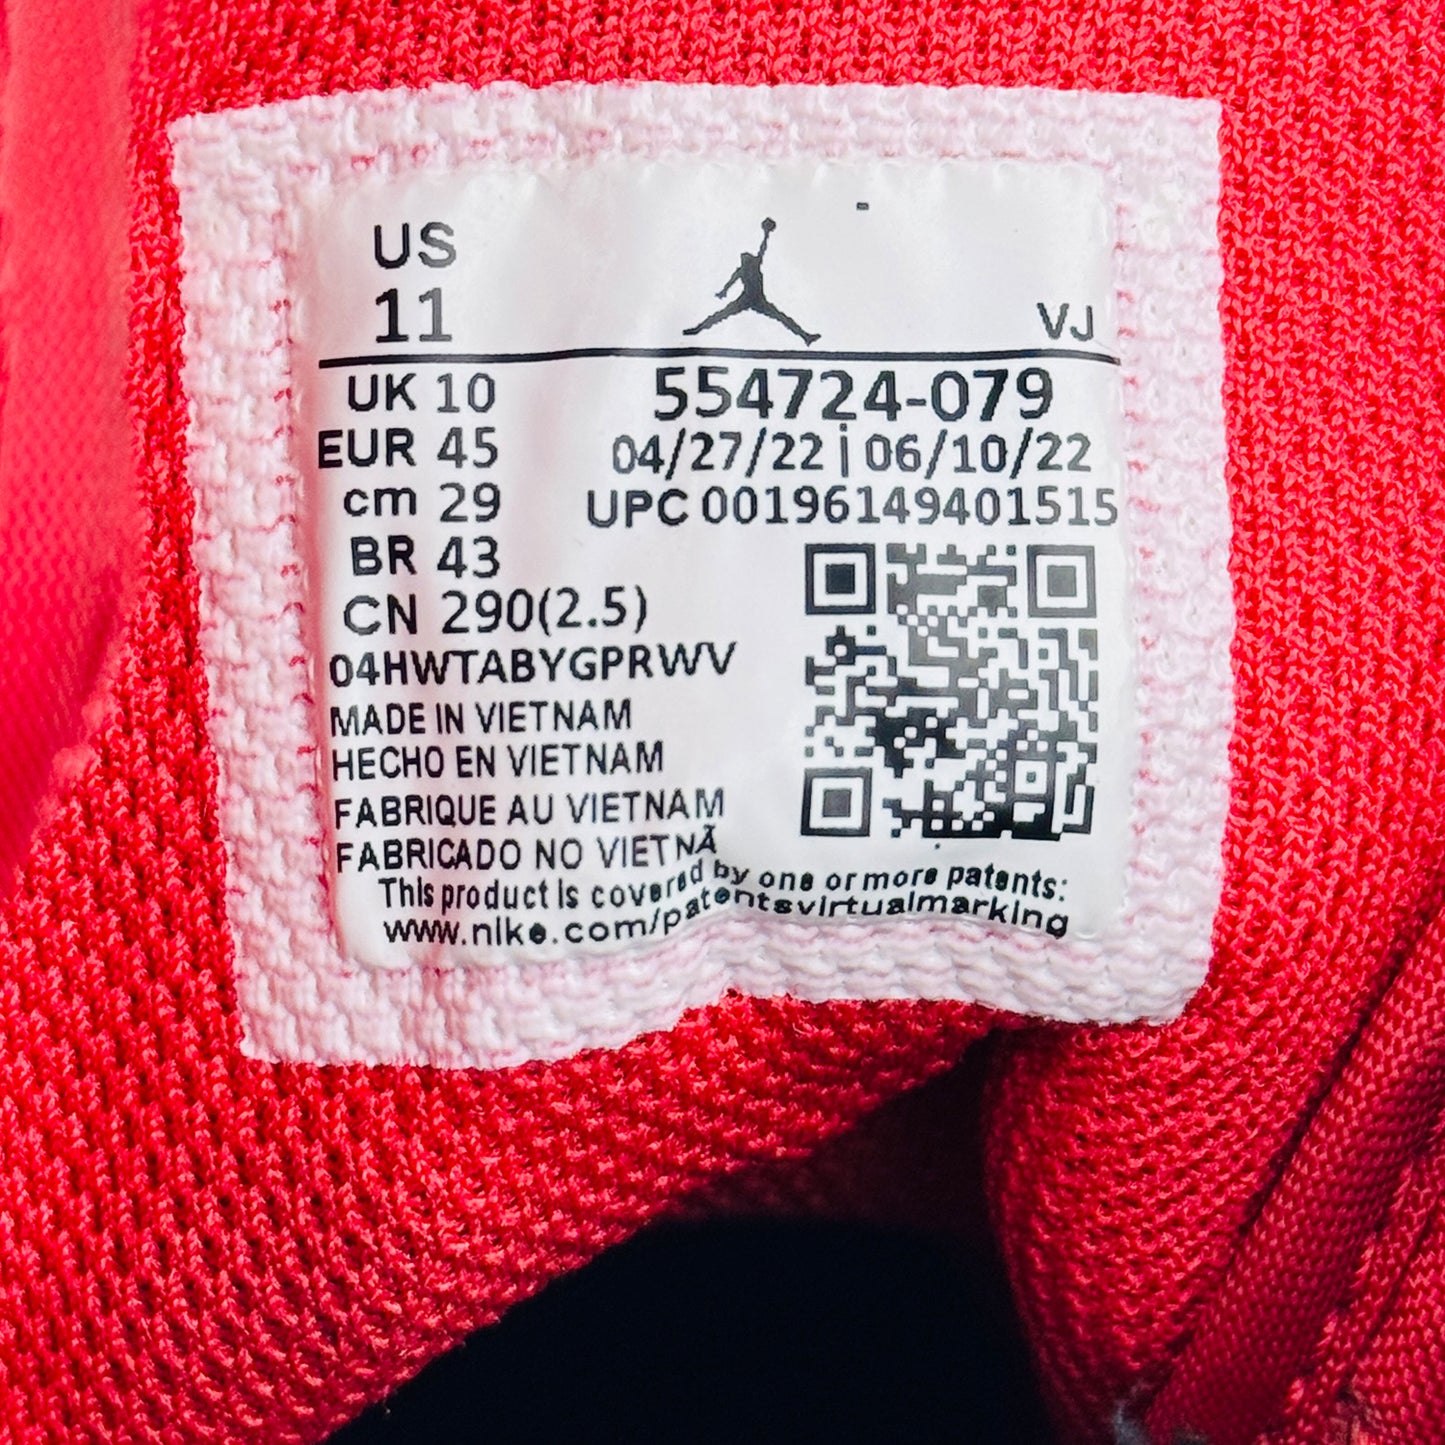 US
11
VJ
UK 10
554724-079
EUR 45
04/27/22 | 06/10/22
cm 29
UPC 00196149401515
BR 43
CN 290(2.5)
04HWTABYGPRWV
MADE IN VIETNAM
HECHO EN VIETNAM
FABRIQUE AU VIETNAM
FABRICADO NO VIETNÃ
This product is covered by one or more patents:
www.nike.com/patentsvirtualmarking